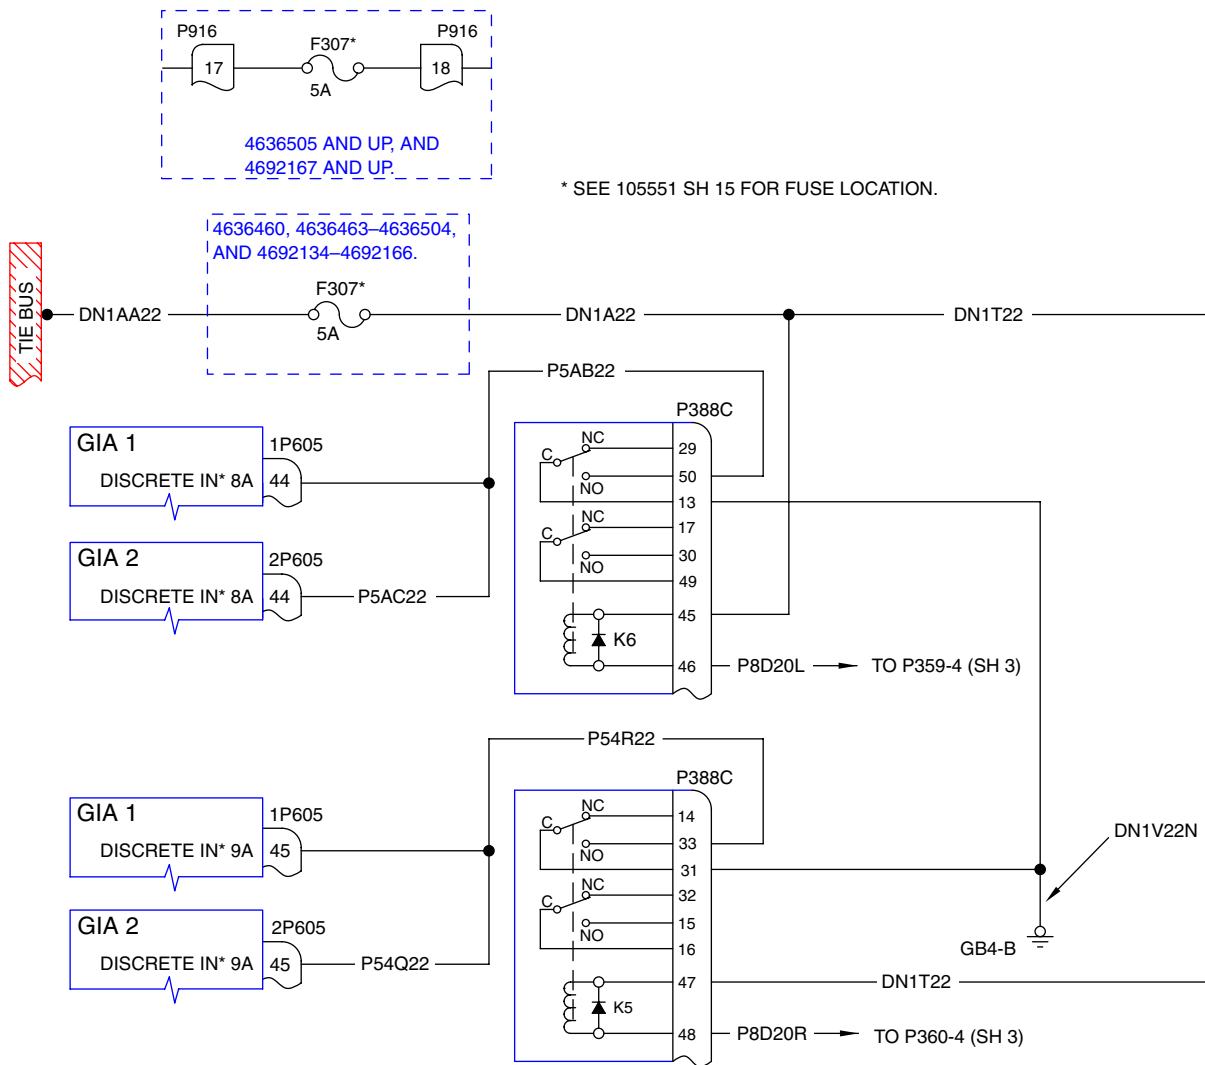 P916
P916
F307*
17
18
5A
4636505 AND UP, AND
4692167 AND UP.
* SEE 105551 SH 15 FOR FUSE LOCATION.
4636460, 4636463–4636504,
AND 4692134–4692166.
TIE BUS
DN1AA22
F307*
5A
DN1A22
DN1T22
P5AB22
P388C
GIA 1
1P605
DISCRETE IN* 8A
44
GIA 2
2P605
DISCRETE IN* 8A
44
P5AC22
NC
C
NO
29
50
13
NC
C
NO
17
30
49
45
K6
46
P8D20L
TO P359-4 (SH 3)
P54R22
P388C
GIA 1
1P605
DISCRETE IN* 9A
45
GIA 2
2P605
DISCRETE IN* 9A
45
P54Q22
NC
C
NO
14
33
31
NC
C
NO
32
15
16
47
K5
48
DN1V22N
GB4-B
DN1T22
P8D20R
TO P360-4 (SH 3)